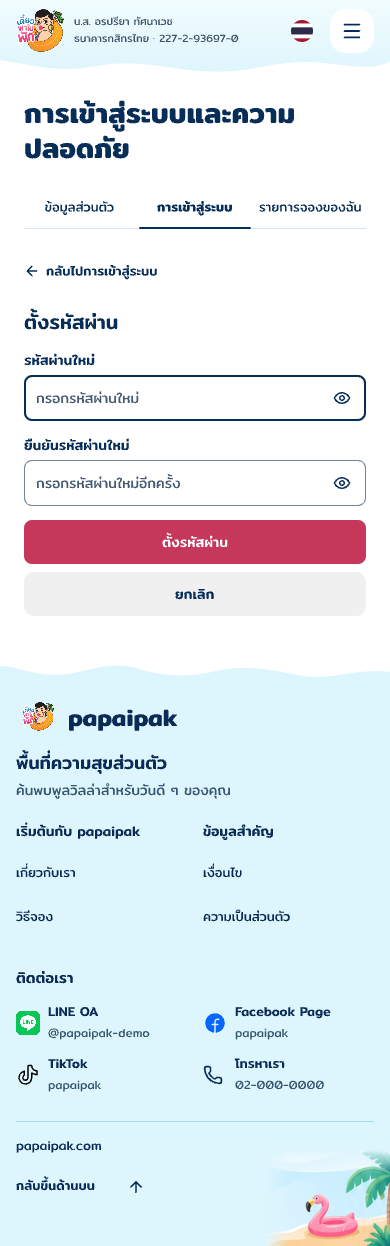 น.ส. อรปรียา ทัศนาเวช
ธนาคารกสิกรไทย · 227-2-93697-0
การเข้าสู่ระบบและความ
ปลอดภัย
ข้อมูลส่วนตัว
การเข้าสู่ระบบ
รายการจองของฉัน
กลับไปการเข้าสู่ระบบ
ตั้งรหัสผ่าน
รหัสผ่านใหม่
กรอกรหัสผ่านใหม่
ยืนยันรหัสผ่านใหม่
กรอกรหัสผ่านใหม่อีกครั้ง
ตั้งรหัสผ่าน
ยกเลิก
papaipak
พื้นที่ความสุขส่วนตัว
ค้นพบพูลวิลล่าสำหรับวันดี ๆ ของคุณ
เริ่มต้นกับ papaipak
ข้อมูลสำคัญ
เกี่ยวกับเรา
เงื่อนไข
วิธีจอง
ความเป็นส่วนตัว
ติดต่อเรา
LINE OA
@papaipak-demo
Facebook Page
papaipak
TikTok
papaipak
โทรหาเรา
02-000-0000
papaipak.com
กลับขึ้นด้านบน